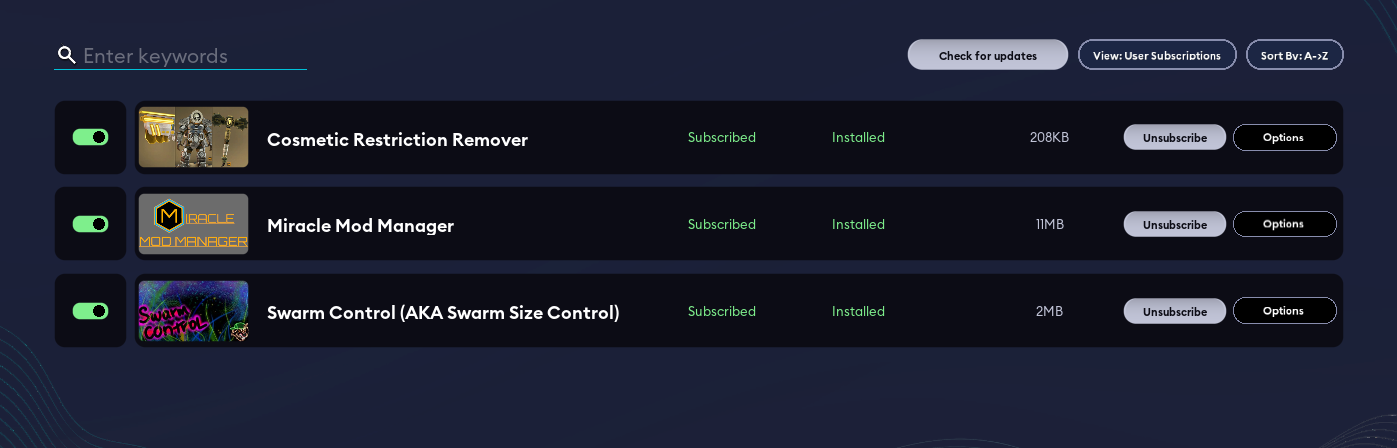 Enter keywords
Check for updates
View: User Subscriptions
Sort By: A->Z
Cosmetic Restriction Remover
Subscribed
Installed
208KB
Unsubscribe
Options
MIRACLE
MOD MANAGER
Miracle Mod Manager
Subscribed
Installed
11MB
Unsubscribe
Options
Swarm
Control
Swarm Control (AKA Swarm Size Control)
Subscribed
Installed
2MB
Unsubscribe
Options